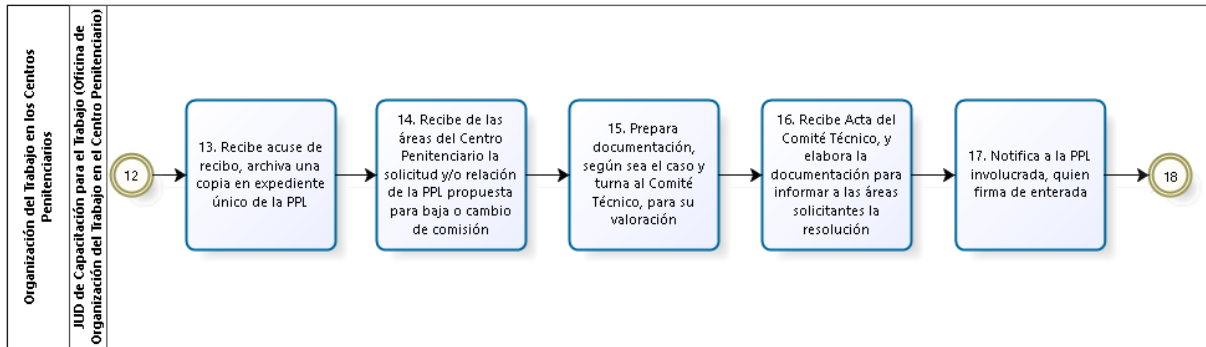 Organización del Trabajo en los Centros
Penitenciarios
JUD de Capacitación para el Trabajo (Oficina de
Organización del Trabajo en el Centro Penitenciario)
12
13. Recibe acuse de
recibo, archiva una
copia en expediente
único de la PPL
14. Recibe de las
áreas del Centro
Penitenciario la
solicitud y/o relación
de la PPL propuesta
para baja o cambio
de comisión
15. Prepara
documentación,
según sea el caso y
turna al Comité
Técnico, para su
valoración
16. Recibe Acta del
Comité Técnico, y
elabora la
documentación para
informar a las áreas
solicitantes la
resolución
17. Notifica a la PPL
involucrada, quien
firma de enterada
18